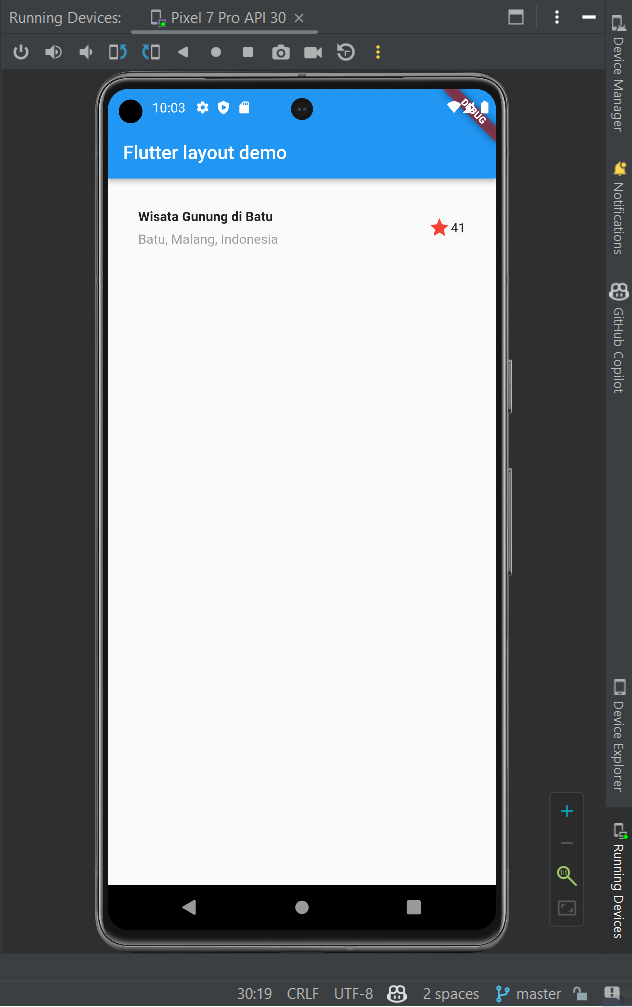 Running Devices:
Pixel 7 Pro API 30
10:03
DEBUG
Flutter layout demo
Wisata Gunung di Batu
Batu, Malang, Indonesia
41
Device Manager
Notifications
GitHub Copilot
Device Explorer
Running Devices
1:1
30:19 CRLF UTF-8 2 spaces master